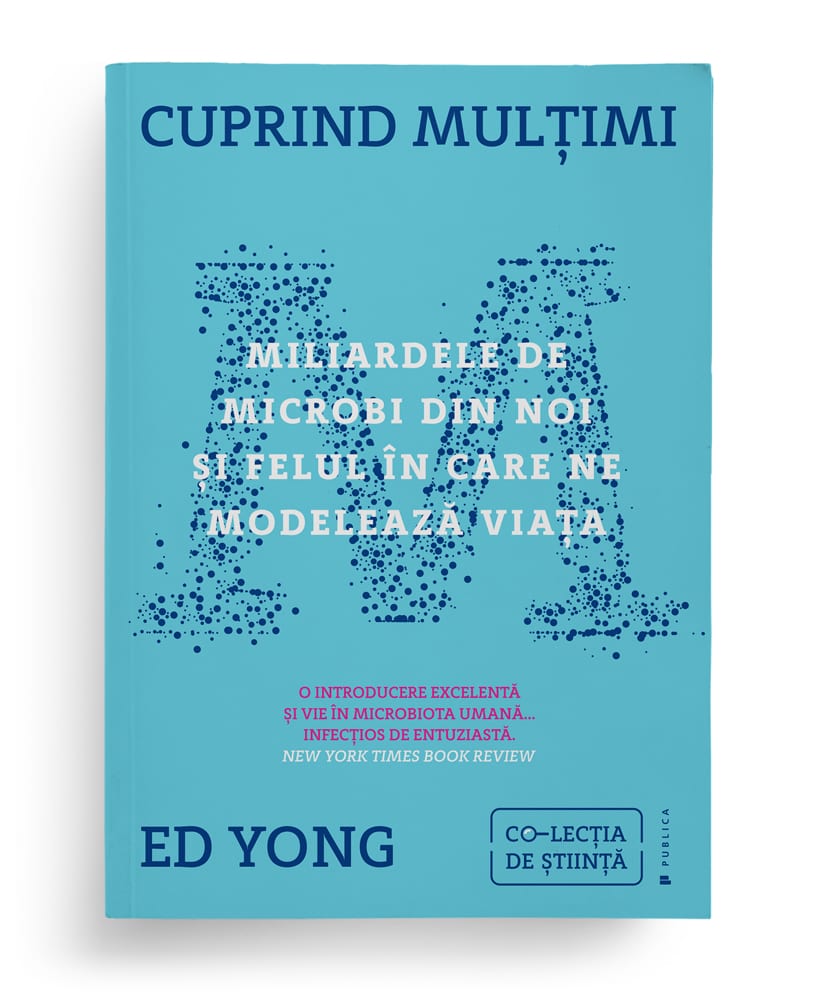 CUPRIND MULȚIMI
MILIARDELE DE
MICROBI DIN NOI
ȘI FELUL ÎN CARE NE
MODELEAZĂ VIAȚA
O INTRODUCERE EXCELENTĂ
ȘI VIE ÎN MICROBIOTA UMANĂ...
INFECȚIOS DE ENTUZIASTĂ.
NEW YORK TIMES BOOK REVIEW
ED YONG
CO-LECȚIA
DE ȘTIINȚĂ
PUBLICA